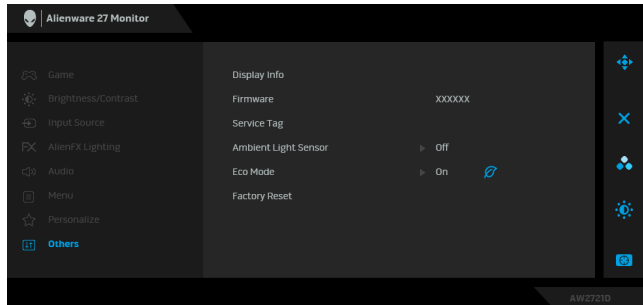 Alienware 27 Monitor
Game
Brightness/Contrast
Input Source
AlienFX Lighting
Audio
Menu
Personalize
Others
Display Info
Firmware XXXXXX
Service Tag
Ambient Light Sensor Off
Eco Mode On
Factory Reset
AW2721D